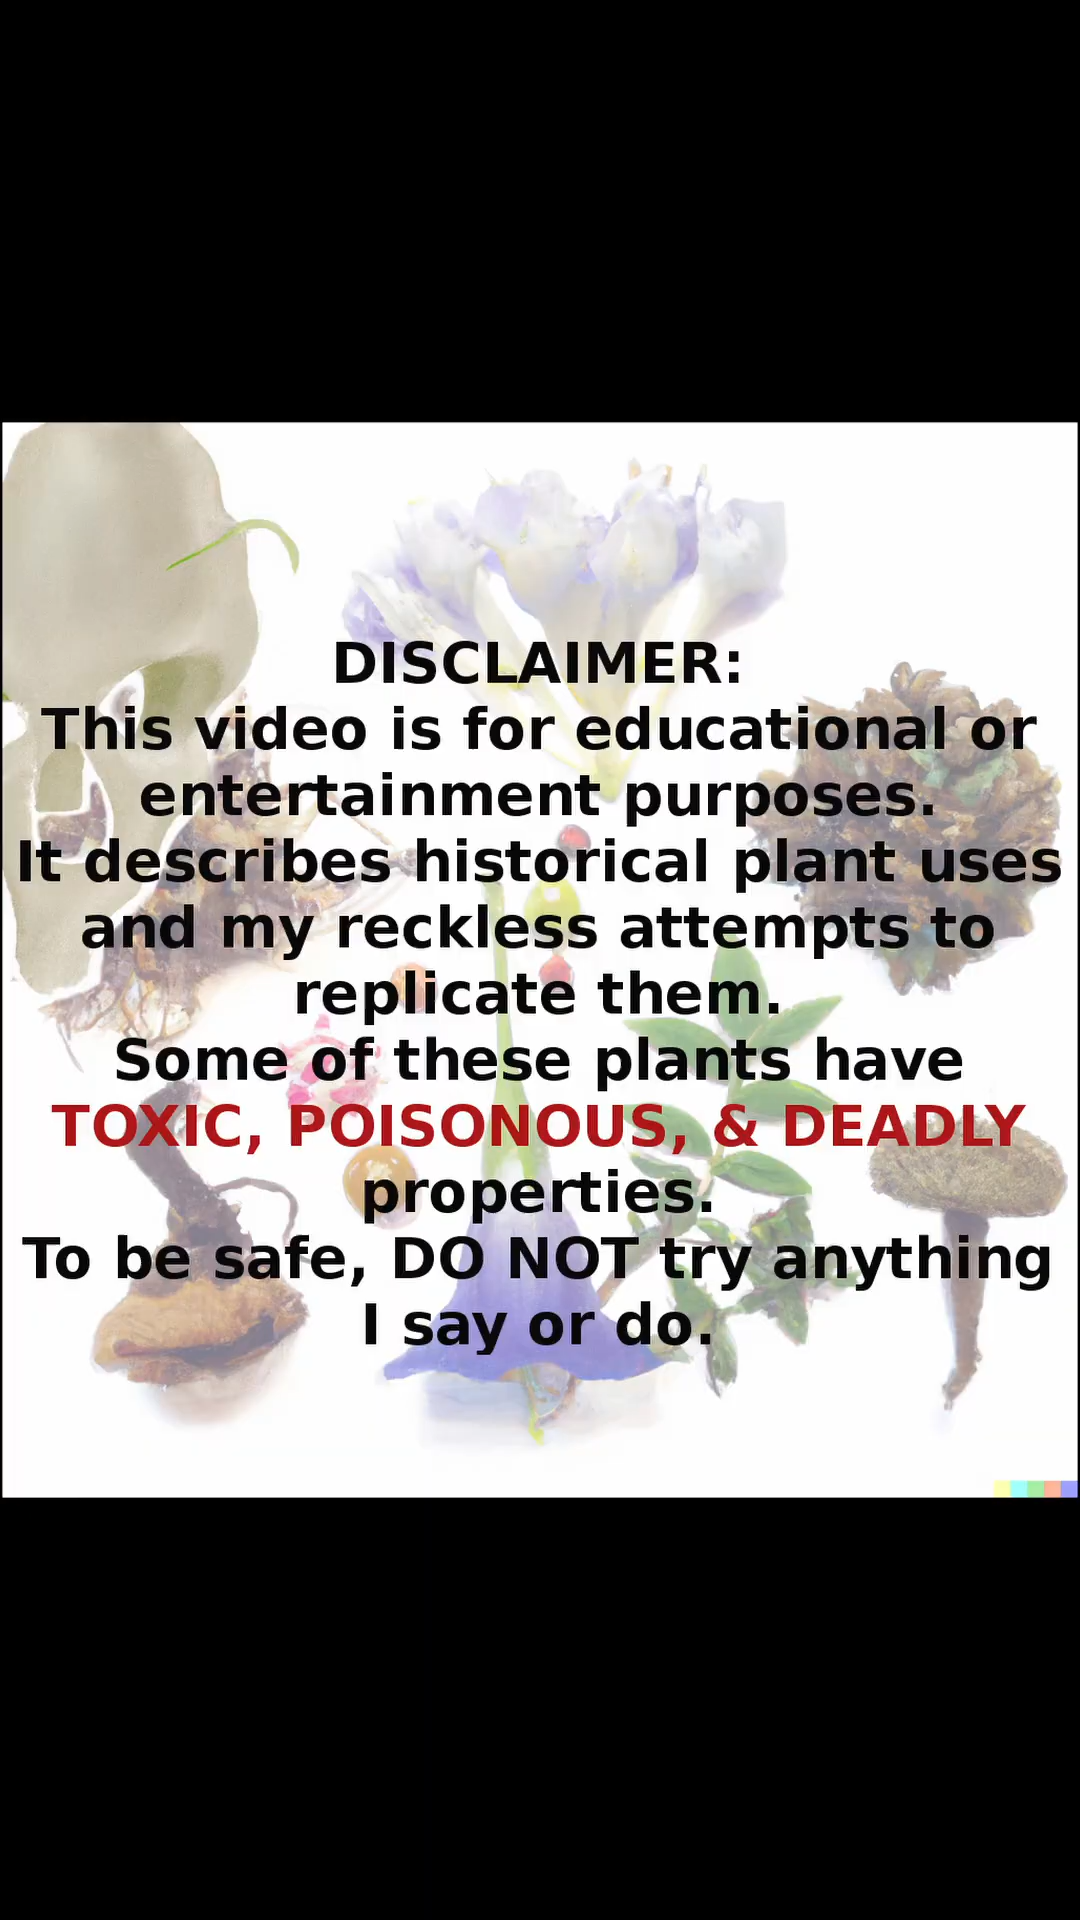 DISCLAIMER:
This video is for educational or
entertainment purposes.
It describes historical plant uses
and my reckless attempts to
replicate them.
Some of these plants have
TOXIC, POISONOUS, & DEADLY
properties.
To be safe, DO NOT try anything
I say or do.